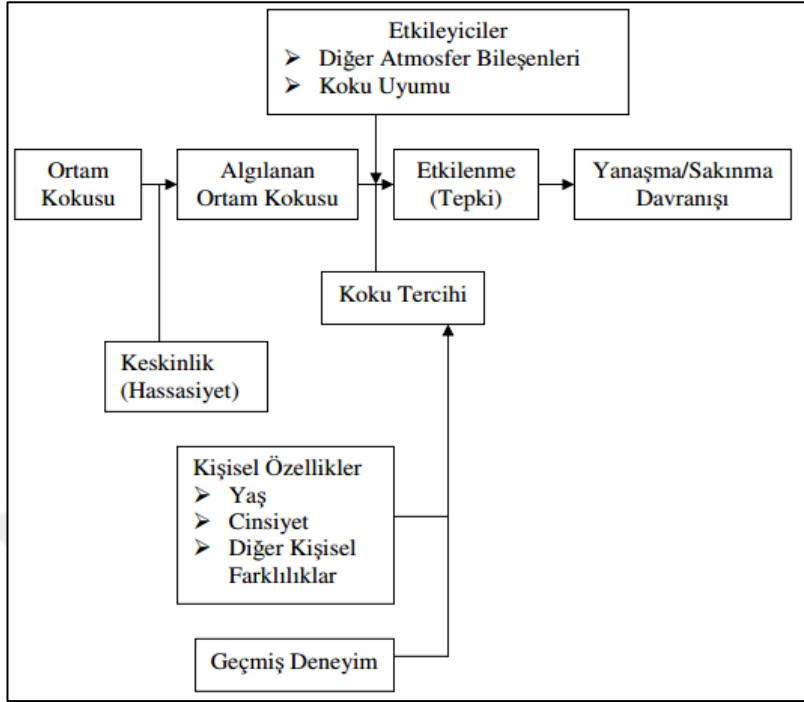 Etkileyiciler
➢ Diğer Atmosfer Bileşenleri
➢ Koku Uyumu
Ortam
Kokusu
Algılanan
Ortam Kokusu
Etkilenme
(Tepki)
Yanaşma/Sakınma
Davranışı
Koku Tercihi
Keskinlik
(Hassasiyet)
Kişisel Özellikler
➢ Yaş
➢ Cinsiyet
➢ Diğer Kişisel
Farklılıklar
Geçmiş Deneyim